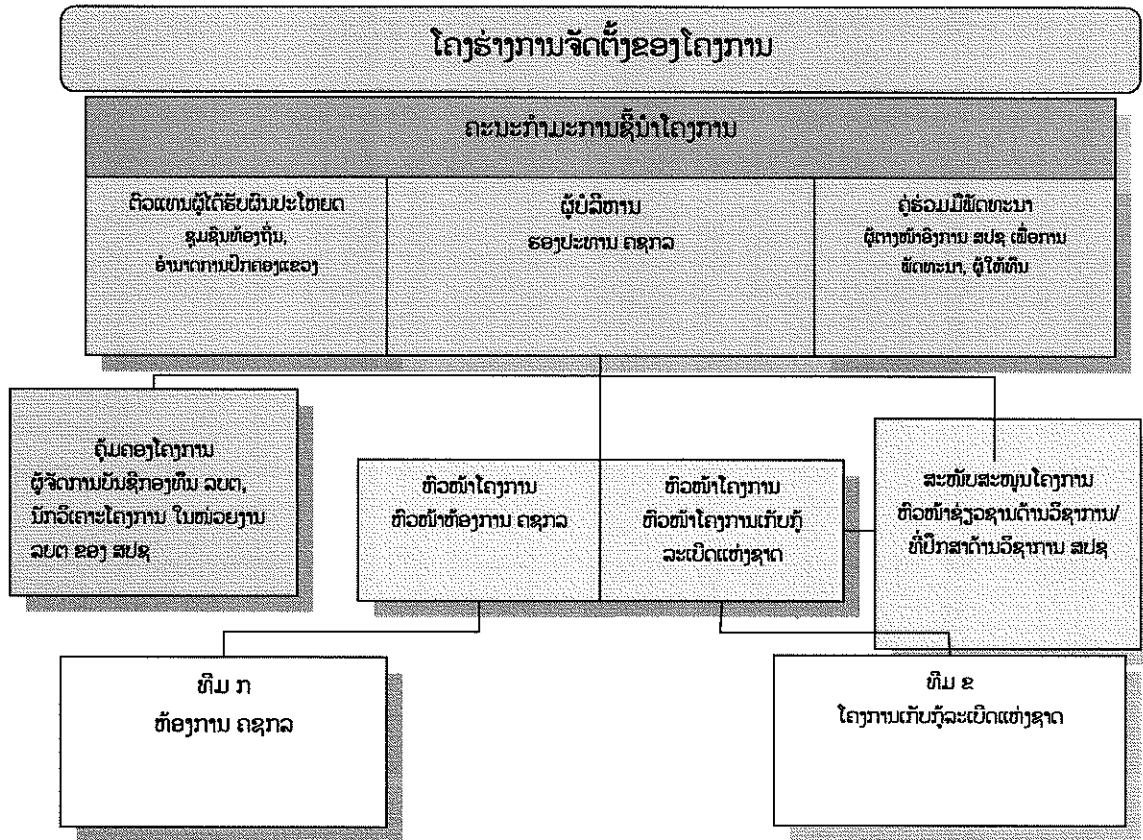 ໂຄງຮ່າງການຈັດຕັ້ງຂອງໂຄງການ
ຄະນະກຳມະການຊີ້ນຳໂຄງການ
ຕົວແທນຜູ້ໄດ້ຮັບຜົນປະໂຫຍດ
ຊຸມຊົນທ້ອງຖິ່ນ,
ອຳນາດການປົກຄອງແຂວງ
ຜູ້ບໍລິຫານ
ຮອງປະທານ ຄຊກລ
ຄູ່ຮ່ວມມືພັດທະນາ
ຜູ້ຕາງໜ້າອົງການ ສປຊ ເພື່ອການ
ພັດທະນາ, ຜູ້ໃຫ້ທຶນ
ຄຸ້ມຄອງໂຄງການ
ຜູ້ຈັດການບັນຊີກອງທຶນ ລບຕ,
ນັກວິເຄາະໂຄງການ ໃນໜ່ວຍງານ
ລບຕ ຂອງ ສປຊ
ຫົວໜ້າໂຄງການ
ຫົວໜ້າຫ້ອງການ ຄຊກລ
ຫົວໜ້າໂຄງການ
ຫົວໜ້າໂຄງການເກັບກູ້
ລະເບີດແຫ່ງຊາດ
ສະໜັບສະໜູນໂຄງການ
ຫົວໜ້າຊ່ຽວຊານດ້ານວິຊາການ/
ທີ່ປຶກສາດ້ານວິຊາການ ສປຊ
ທີມ ກ
ຫ້ອງການ ຄຊກລ
ທີມ ຂ
ໂຄງການເກັບກູ້ລະເບີດແຫ່ງຊາດ